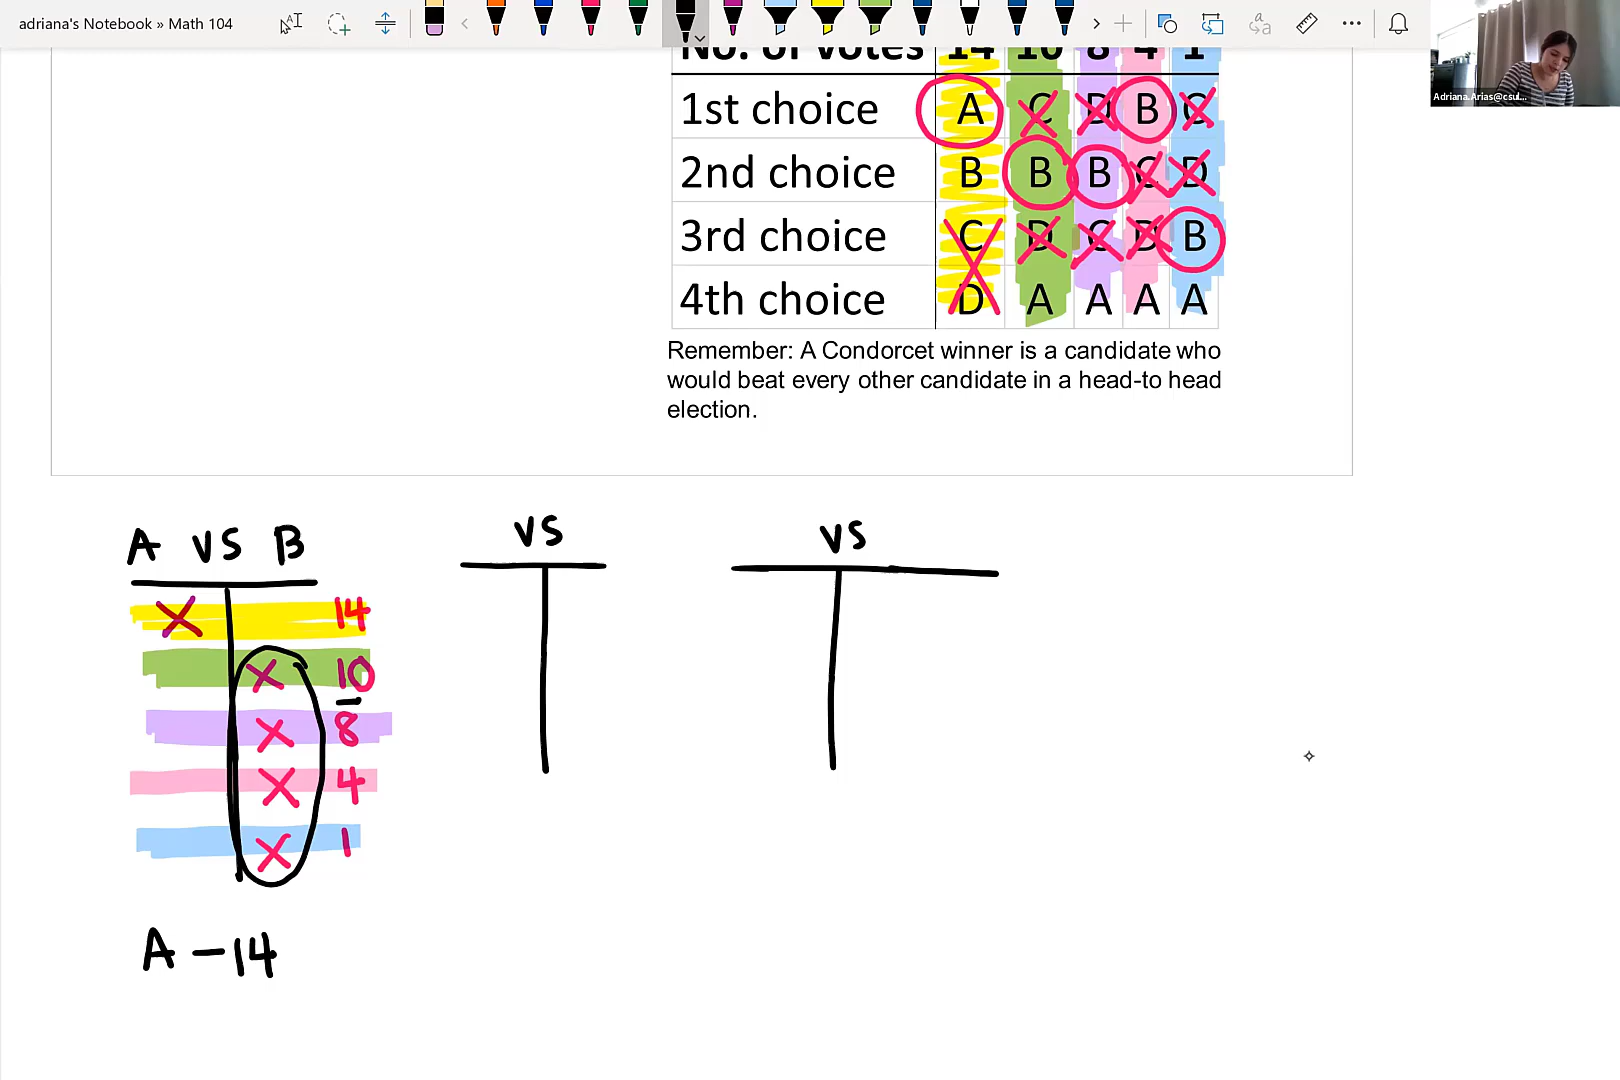 adriana's Notebook » Math 104
Adriana.Arias@csul...
No. of votes 14 10 8 4 1
1st choice A C D B C
2nd choice B B B C D
3rd choice C D C D B
4th choice D A A A A
Remember: A Condorcet winner is a candidate who
would beat every other candidate in a head-to head
election.
A VS B
VS
VS
X 14
X 10
X 8
X 4
X 1
A - 14